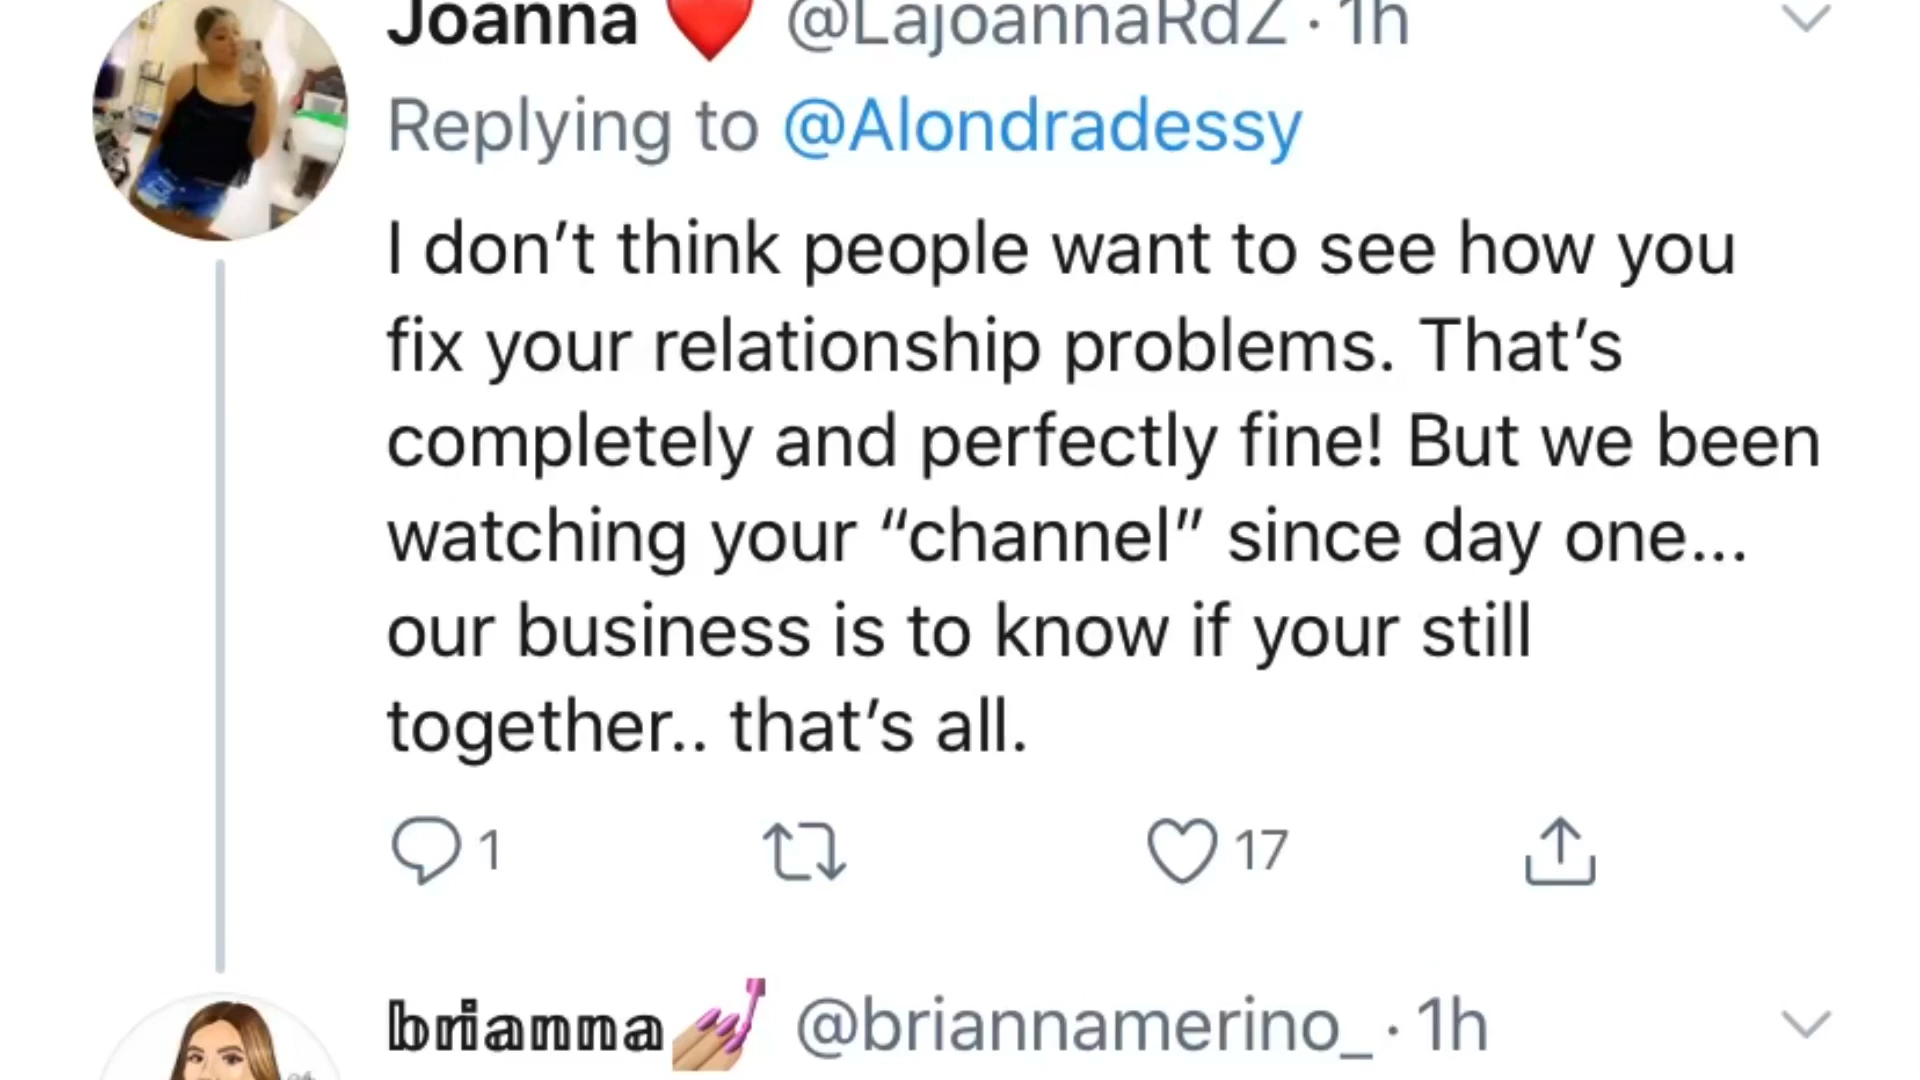 Joanna ❤️ @LajoannaRdZ · 1h
Replying to @Alondradessy
I don’t think people want to see how you
fix your relationship problems. That’s
completely and perfectly fine! But we been
watching your “channel” since day one...
our business is to know if your still
together.. that’s all.
1 17
𝕓𝕣𝕚𝕒𝕟𝕟𝕒💅🏼 @briannamerino_ · 1h